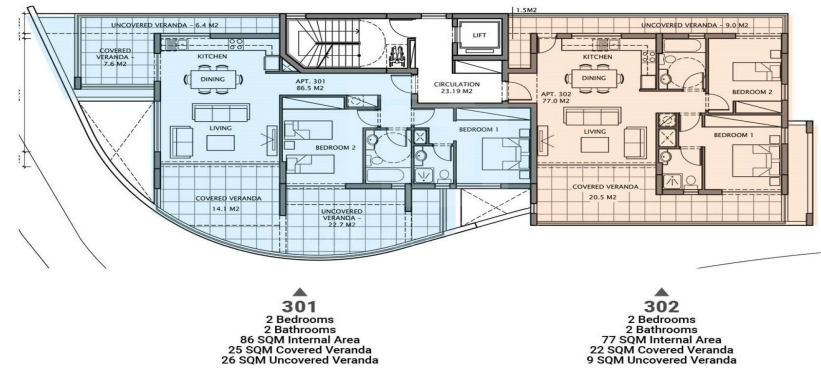 1.5M2
UNCOVERED VERANDA - 6.4 M2
UNCOVERED VERANDA - 9.0 M2
LIFT
COVERED
VERANDA -
7.6 M2
KITCHEN
DINING
APT. 301
86.5 M2
CIRCULATION
23.19 M2
KITCHEN
DINING
APT. 302
77.0 M2
BEDROOM 2
LIVING
BEDROOM 2
BEDROOM 1
LIVING
BEDROOM 1
COVERED VERANDA
14.1 M2
UNCOVERED
VERANDA -
22.7 M2
COVERED VERANDA
20.5 M2
301
2 Bedrooms
2 Bathrooms
86 SQM Internal Area
25 SQM Covered Veranda
26 SQM Uncovered Veranda
302
2 Bedrooms
2 Bathrooms
77 SQM Internal Area
22 SQM Covered Veranda
9 SQM Uncovered Veranda